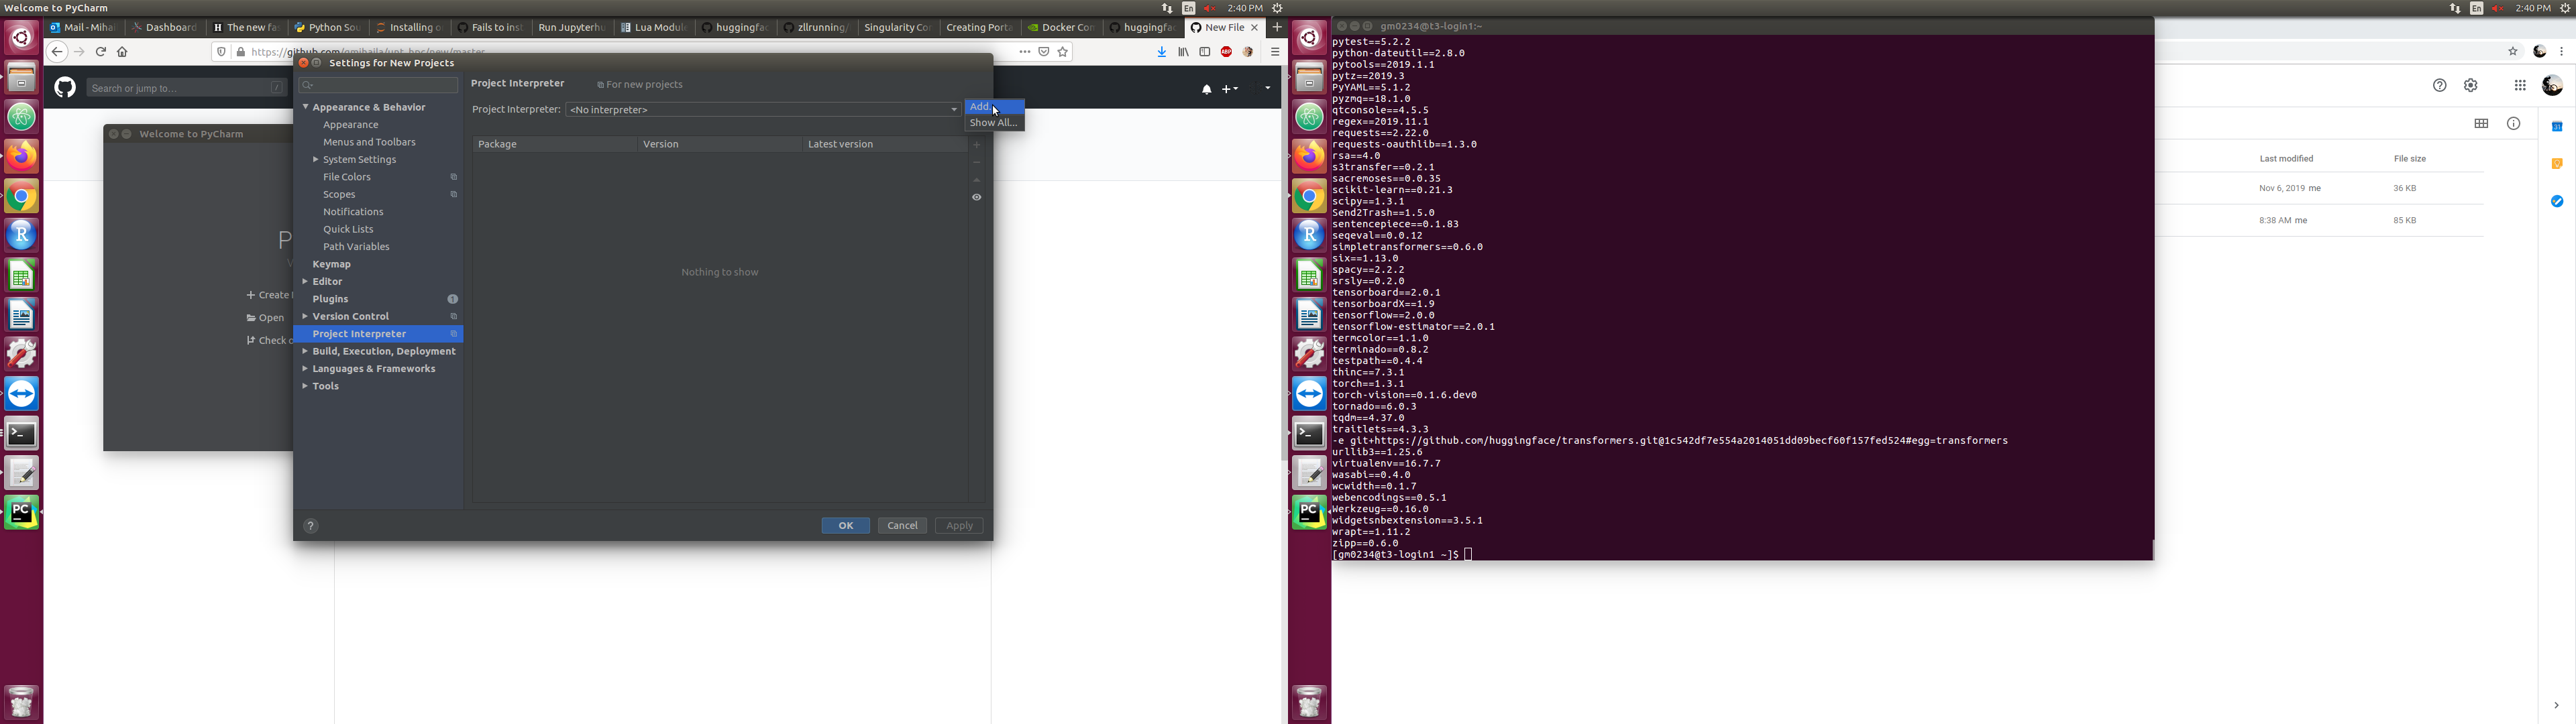 Welcome to PyCharm
En
2:40 PM
En
2:40 PM
Mail - Mihai
Dashboard
The new fas
Python Sou
Installing o
Fails to inst
Run Jupyterhu
Lua Module
huggingfac
zllrunning/
Singularity Co
Creating Porta
Docker Con
huggingfac
New File
https://github.com/gmihaila/unt_hpc/new/master
Search or jump to…
Settings for New Projects
Project Interpreter
For new projects
Project Interpreter:
<No interpreter>
Add...
Show All...
Package
Version
Latest version
Nothing to show
Appearance & Behavior
Appearance
Menus and Toolbars
System Settings
File Colors
Scopes
Notifications
Quick Lists
Path Variables
Keymap
Editor
Plugins
1
Version Control
Project Interpreter
Build, Execution, Deployment
Languages & Frameworks
Tools
?
OK
Cancel
Apply
Welcome to PyCharm
P
Create
Open
Check o
gm0234@t3-login1:~
pytest==5.2.2
python-dateutil==2.8.0
pytools==2019.1.1
pytz==2019.3
PyYAML==5.1.2
pyzmq==18.1.0
qtconsole==4.5.5
regex==2019.11.1
requests==2.22.0
requests-oauthlib==1.3.0
rsa==4.0
s3transfer==0.2.1
sacremoses==0.0.35
scikit-learn==0.21.3
scipy==1.3.1
Send2Trash==1.5.0
sentencepiece==0.1.83
seqeval==0.0.12
simpletransformers==0.6.0
six==1.13.0
spacy==2.2.2
srsly==0.2.0
tensorboard==2.0.1
tensorboardX==1.9
tensorflow==2.0.0
tensorflow-estimator==2.0.1
termcolor==1.1.0
terminado==0.8.2
testpath==0.4.4
thinc==7.3.1
torch==1.3.1
torch-vision==0.1.6.dev0
tornado==6.0.3
tqdm==4.37.0
traitlets==4.3.3
-e git+https://github.com/huggingface/transformers.git@1c542df7e554a2014051dd09becf60f157fed524#egg=transformers
urllib3==1.25.6
virtualenv==16.7.7
wasabi==0.4.0
wcwidth==0.1.7
webencodings==0.5.1
Werkzeug==0.16.0
widgetsnbextension==3.5.1
wrapt==1.11.2
zipp==0.6.0
[gm0234@t3-login1 ~]$
Last modified
File size
Nov 6, 2019 me
36 KB
8:38 AM me
85 KB